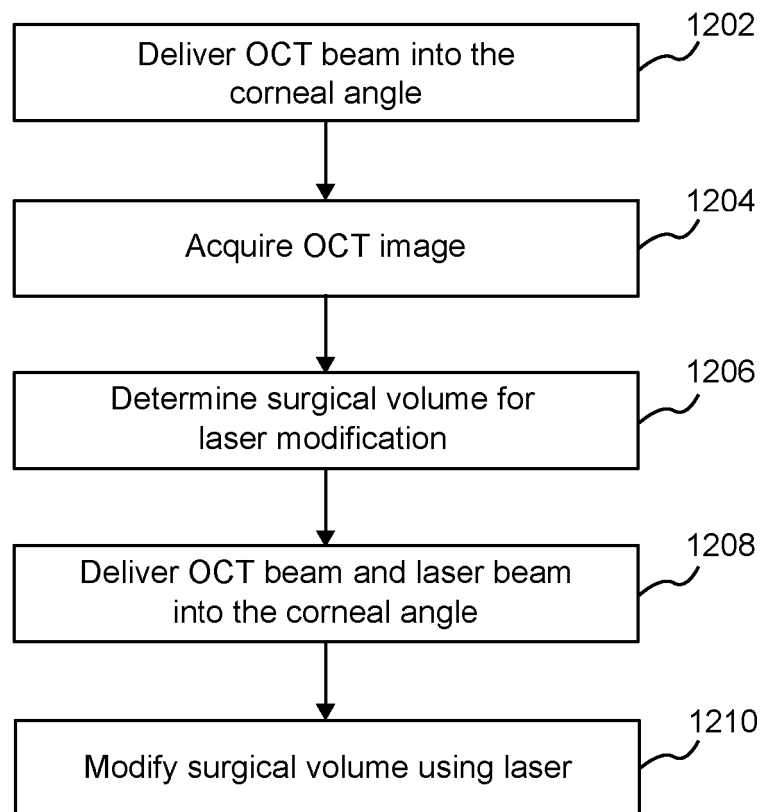 1202
Deliver OCT beam into the
corneal angle
1204
Acquire OCT image
1206
Determine surgical volume for
laser modification
1208
Deliver OCT beam and laser beam
into the corneal angle
1210
Modify surgical volume using laser